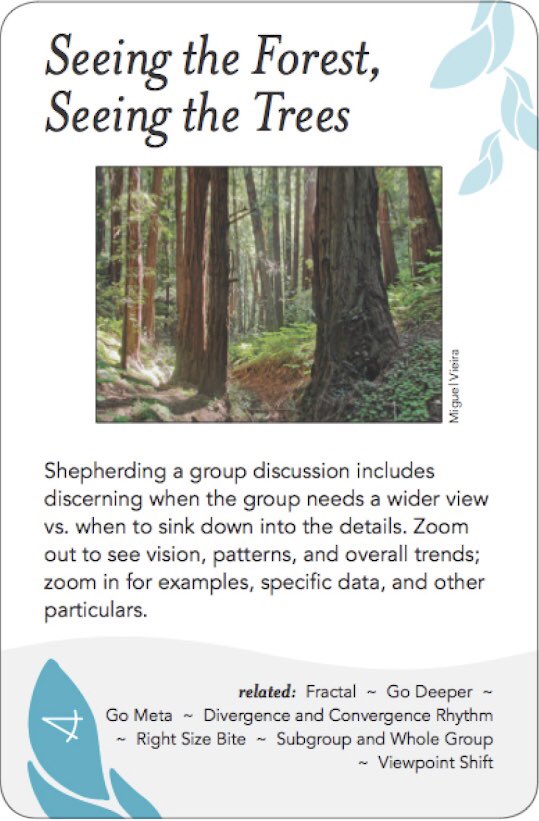 Seeing the Forest,
Seeing the Trees
Miguel Vieira
Shepherding a group discussion includes
discerning when the group needs a wider view
vs. when to sink down into the details. Zoom
out to see vision, patterns, and overall trends;
zoom in for examples, specific data, and other
particulars.
related: Fractal ~ Go Deeper ~
Go Meta ~ Divergence and Convergence Rhythm
~ Right Size Bite ~ Subgroup and Whole Group
~ Viewpoint Shift
4